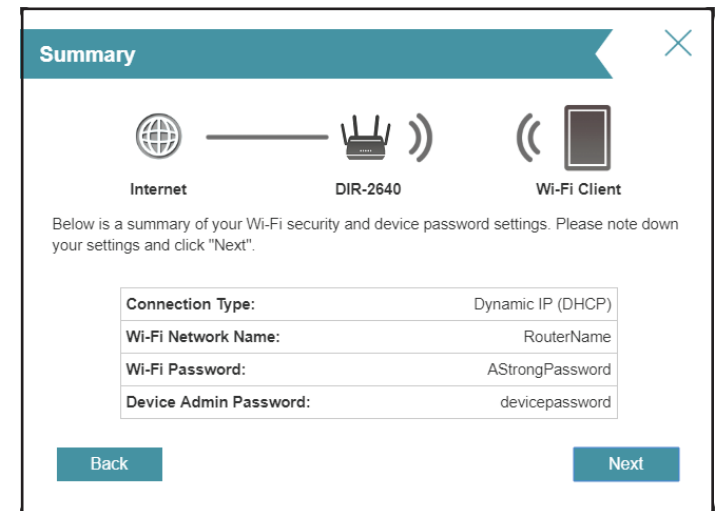 Summary
Internet DIR-2640 Wi-Fi Client
Below is a summary of your Wi-Fi security and device password settings. Please note down
your settings and click "Next".
Connection Type: Dynamic IP (DHCP)
Wi-Fi Network Name: RouterName
Wi-Fi Password: AStrongPassword
Device Admin Password: devicepassword
Back Next